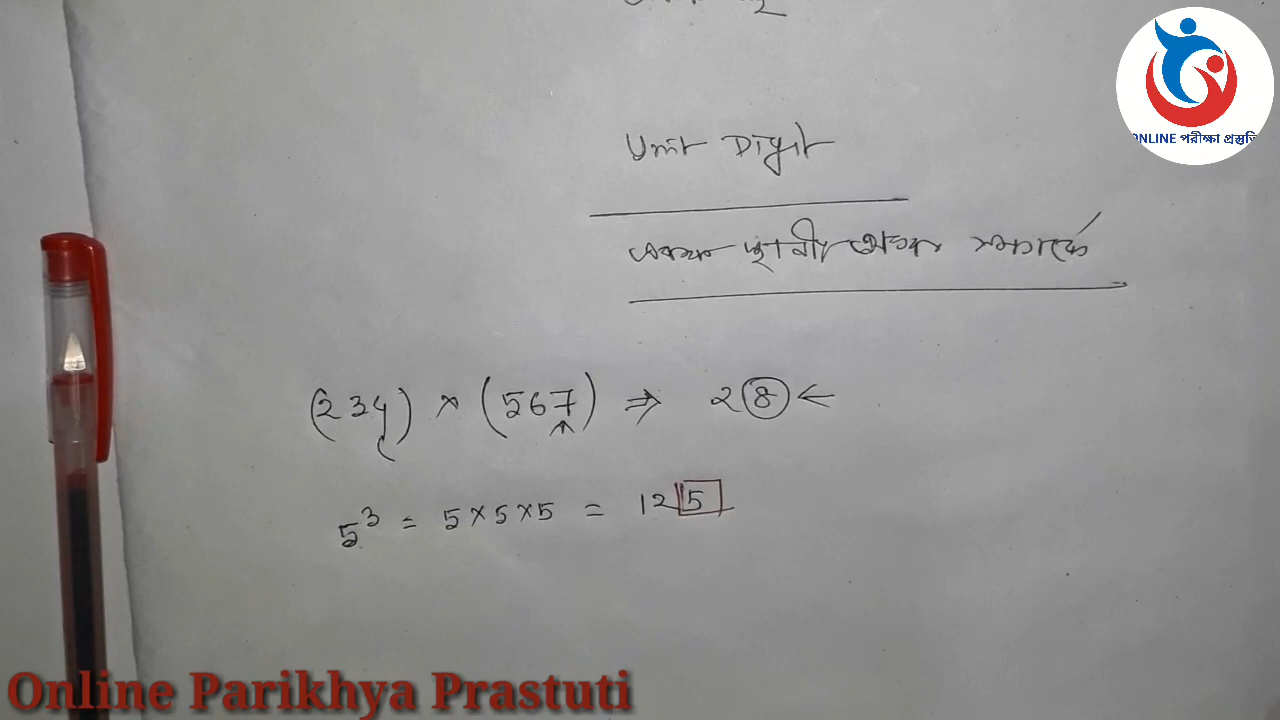 ONLINE পরীক্ষা প্রস্তুতি
Unit Digit
একক স্থানীয় অঙ্ক সম্পর্কে
(234) × (567) ⇒ 28 ←
5³ = 5×5×5 = 125
Online Parikhya Prastuti